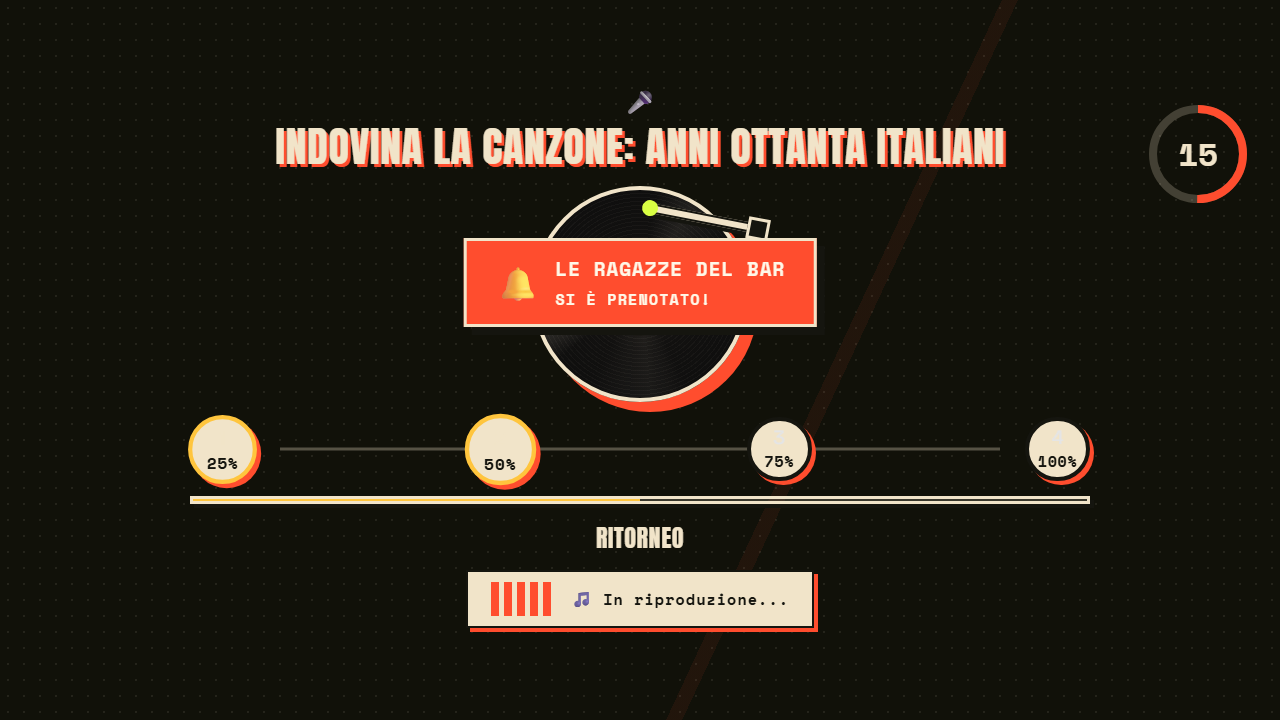 INDOVINA LA CANZONE: ANNI OTTANTA ITALIANI
15
LE RAGAZZE DEL BAR
SI È PRENOTATO!
25%
50%
75%
100%
RITORNEO
In riproduzione...